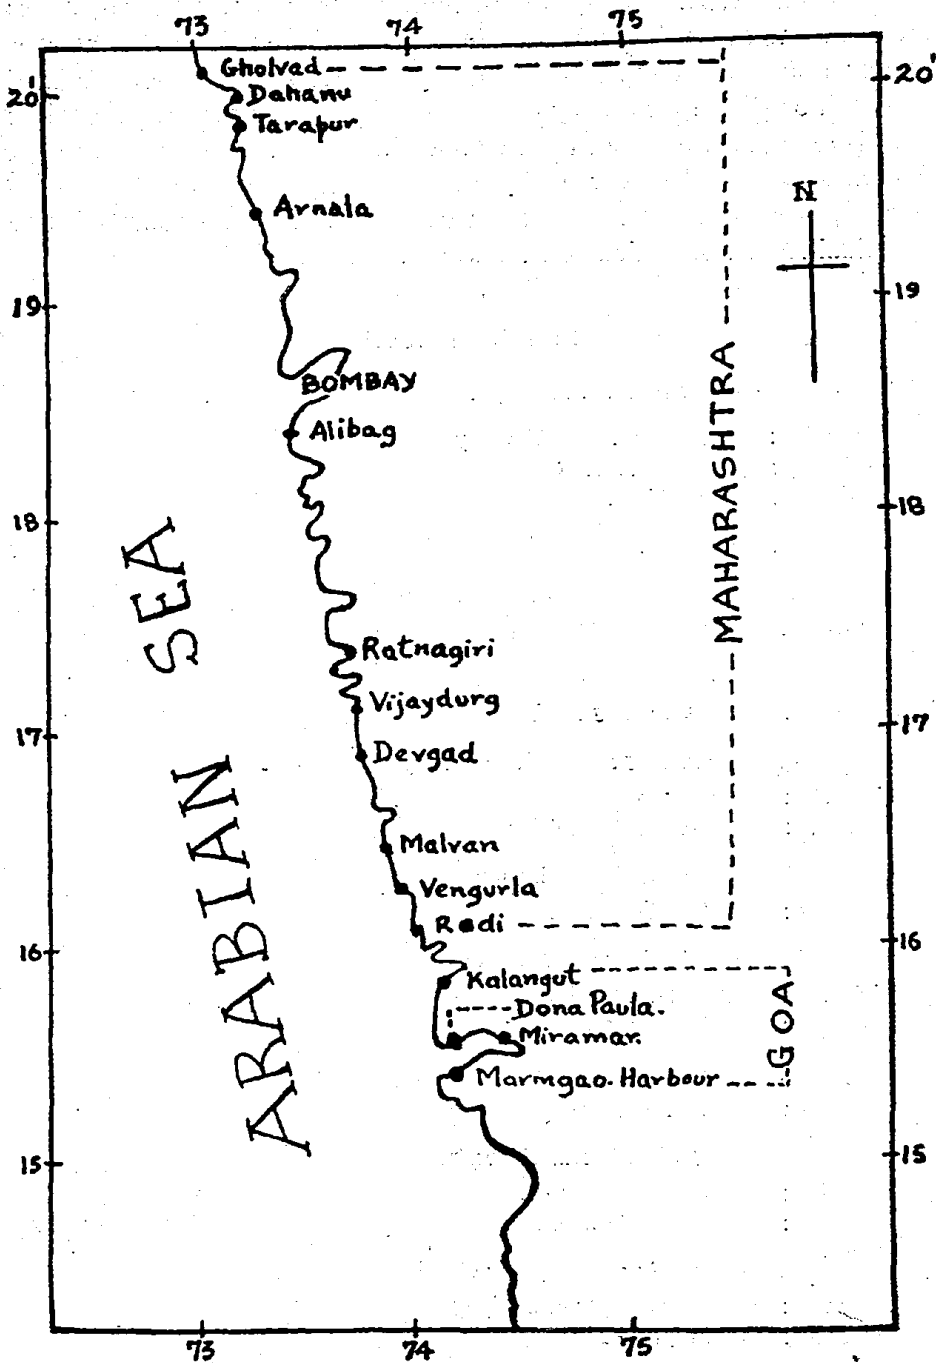 73 74 75
Gholvad
20' 20'
Dahanu
Tarapur
N
Arnala
19 19
BOMBAY
Alibag
MAHARASHTRA
18 18
ARABIAN SEA
Ratnagiri
Vijaydurg
17 17
Devgad
Malvan
Vengurla
Redi
16 16
Kalangut
Dona Paula.
GOA
Miramar.
Marmgao. Harbour
15 15
73 74 75